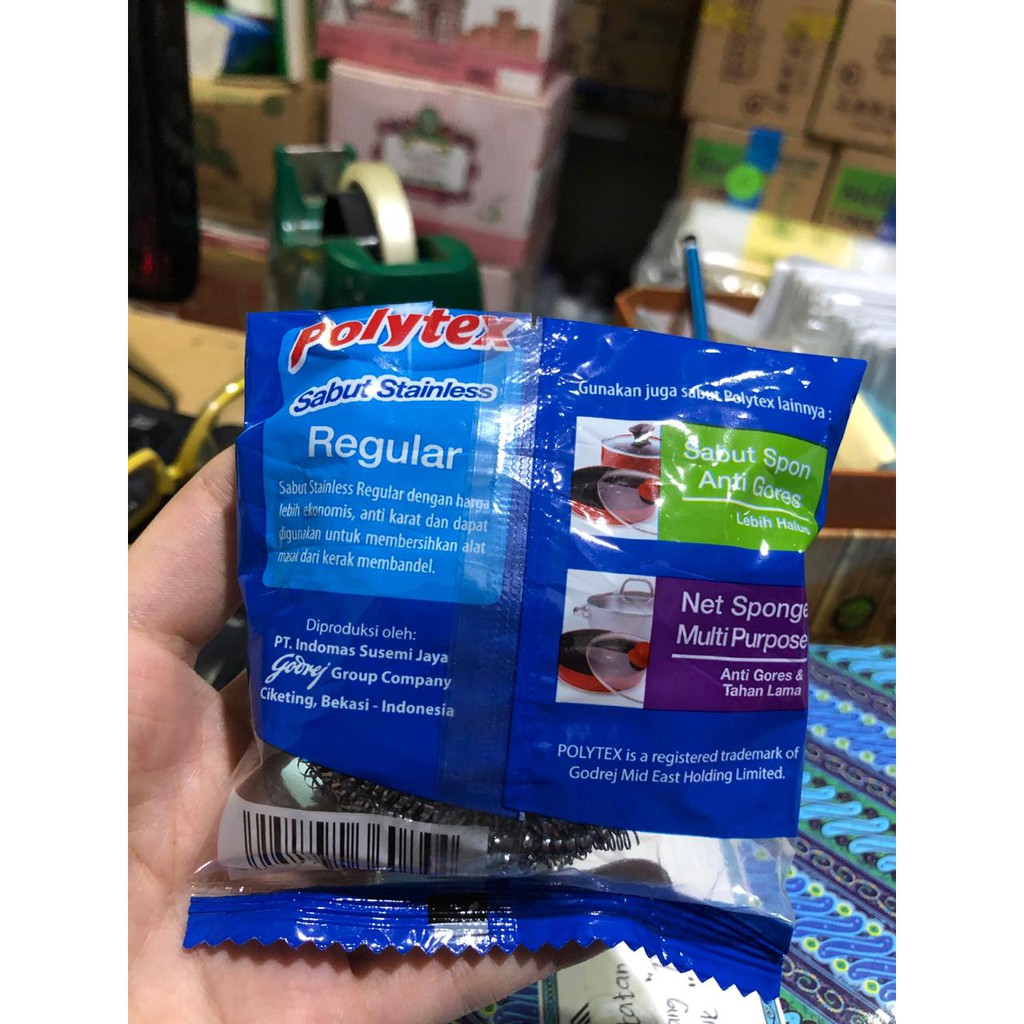 Polytex
Sabut Stainless
Regular
Sabut Stainless Regular dengan harga
lebih ekonomis, anti karat dan dapat
digunakan untuk membersihkan alat
masak dari kerak membandel.
Diproduksi oleh:
PT. Indomas Susemi Jaya
Godrej Group Company
Ciketing, Bekasi - Indonesia
Gunakan juga sabut Polytex lainnya :
Sabut Spon
Anti Gores
Lebih Halus
Net Sponge
Multi Purpose
Anti Gores &
Tahan Lama
POLYTEX is a registered trademark of
Godrej Mid East Holding Limited.